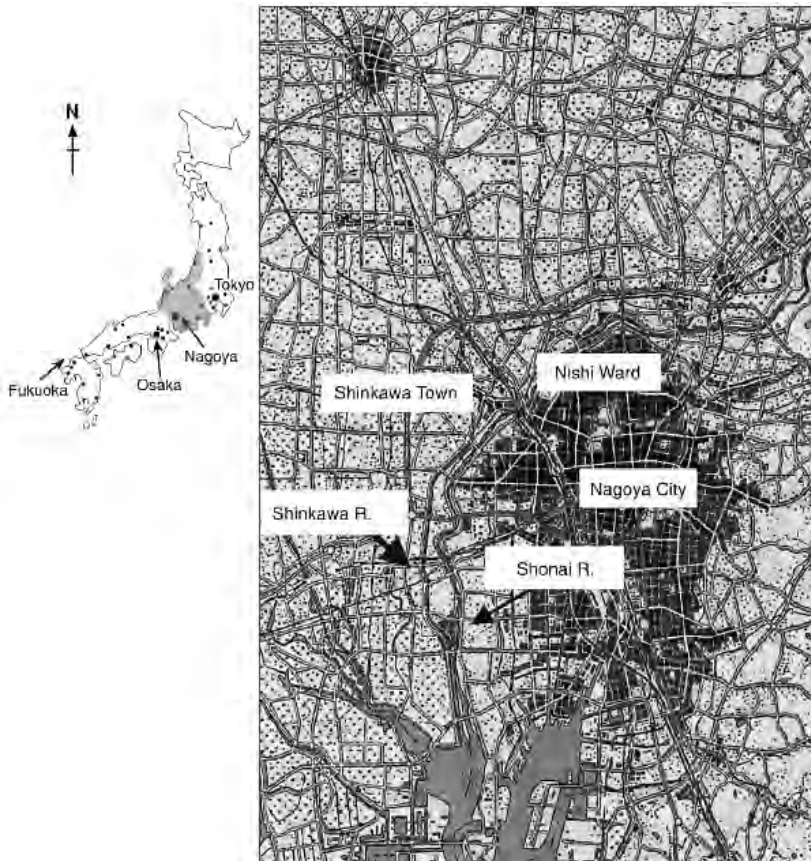 N
Tokyo
Nagoya
Osaka
Fukuoka
Nishi Ward
Shinkawa Town
Nagoya City
Shinkawa R.
Shonai R.